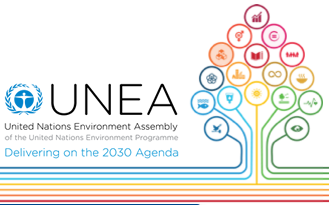 UNEA
United Nations Environment Assembly
of the United Nations Environment Programme
Delivering on the 2030 Agenda